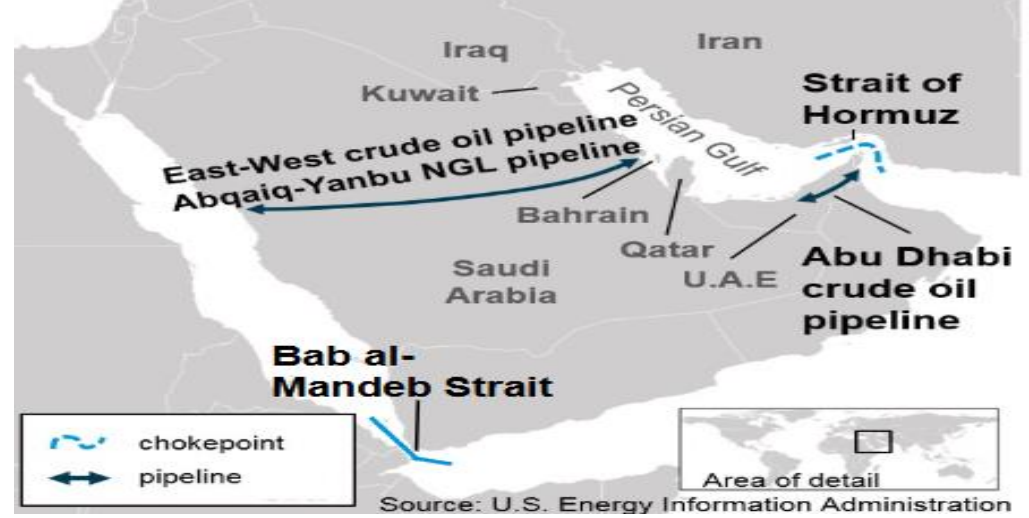 Iraq
Iran
Kuwait
Persian Gulf
Strait of
Hormuz
East-West crude oil pipeline
Abqaiq-Yanbu NGL pipeline
Bahrain
Qatar
U.A.E
Saudi
Arabia
Abu Dhabi
crude oil
pipeline
Bab al-
Mandeb Strait
chokepoint
pipeline
Area of detail
Source: U.S. Energy Information Administration